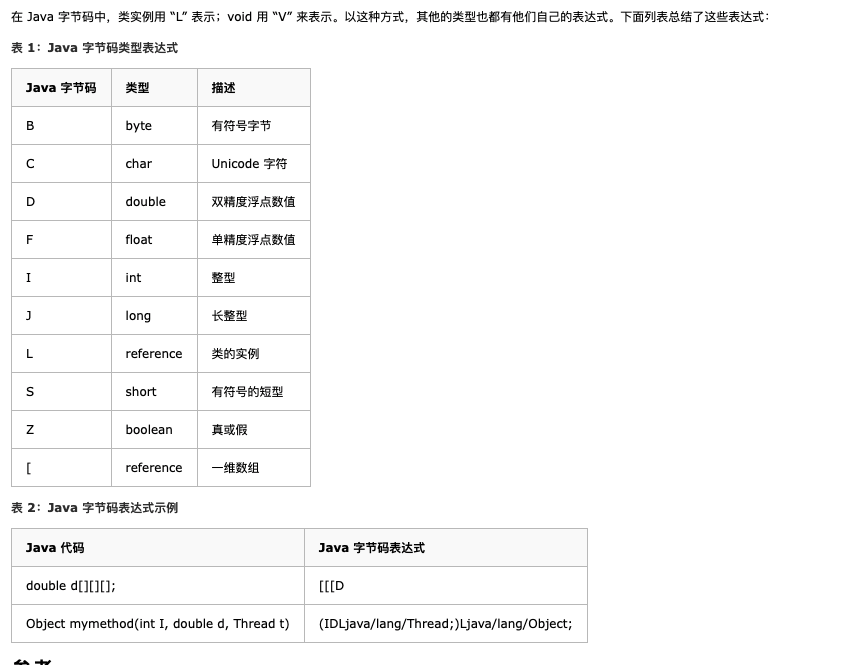 在 Java 字节码中，类实例用 “L” 表示；void 用 “V” 来表示。以这种方式，其他的类型也都有他们自己的表达式。下面列表总结了这些表达式：
表 1：Java 字节码类型表达式
Java 字节码 类型 描述
B byte 有符号字节
C char Unicode 字符
D double 双精度浮点数值
F float 单精度浮点数值
I int 整型
J long 长整型
L reference 类的实例
S short 有符号的短型
Z boolean 真或假
[ reference 一维数组
表 2：Java 字节码表达式示例
Java 代码 Java 字节码表达式
double d[][][]; [[[D
Object mymethod(int I, double d, Thread t) (IDLjava/lang/Thread;)Ljava/lang/Object;